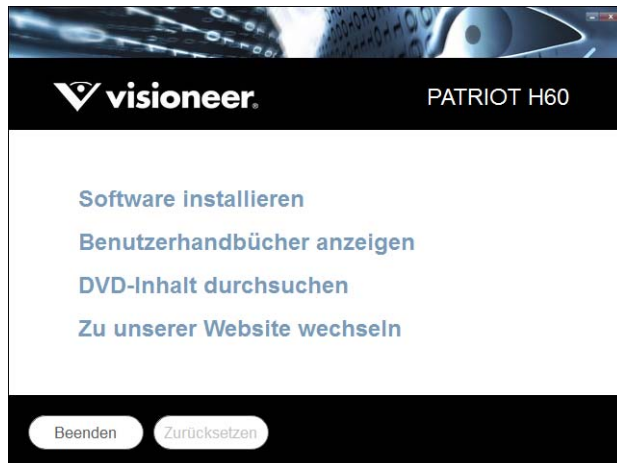 visioneer®
PATRIOT H60
Software installieren
Benutzerhandbücher anzeigen
DVD-Inhalt durchsuchen
Zu unserer Website wechseln
Beenden
Zurücksetzen